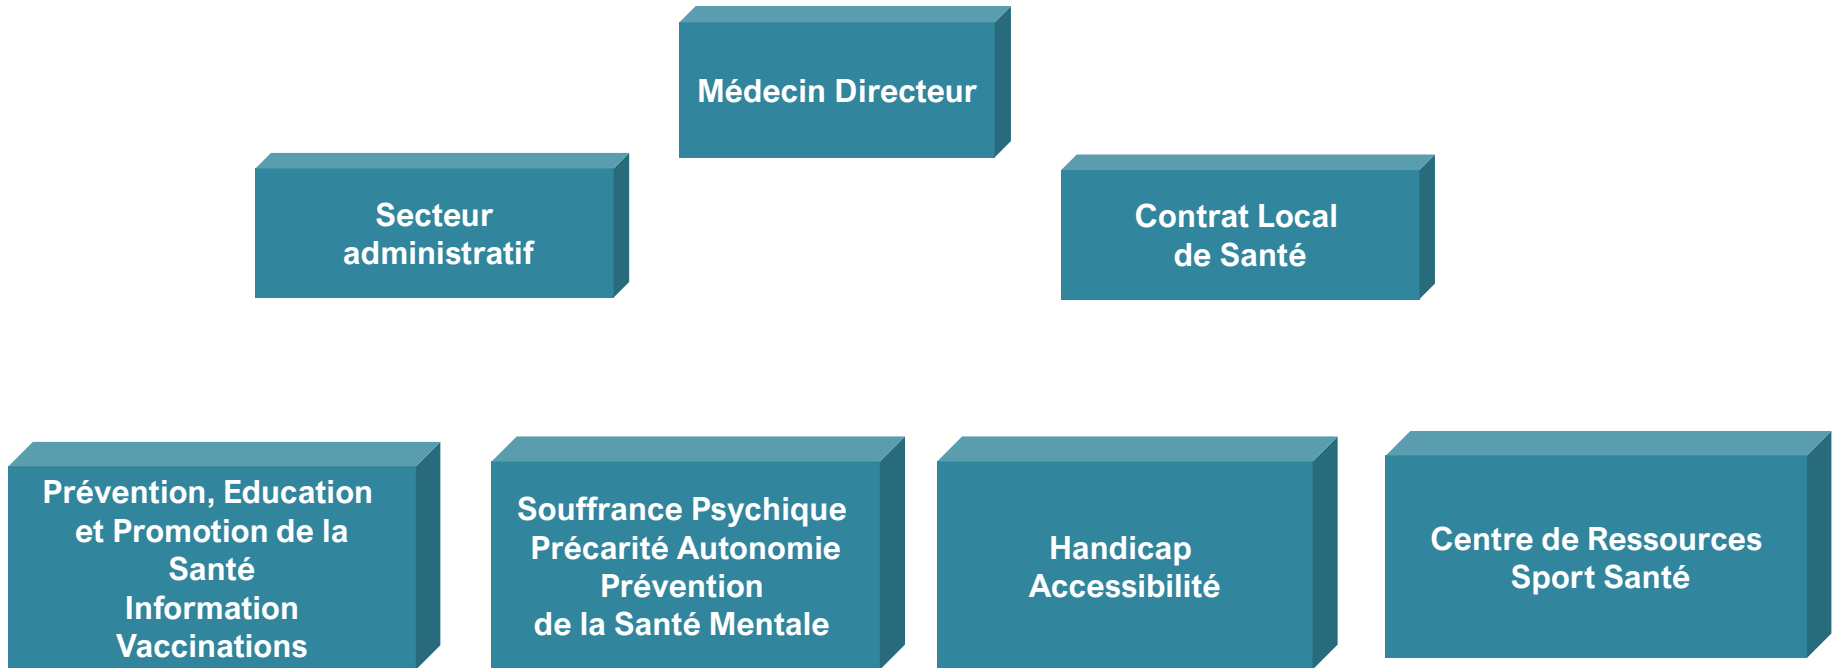 Médecin Directeur
Secteur
administratif
Contrat Local
de Santé
Prévention, Education
et Promotion de la
Santé
Information
Vaccinations
Souffrance Psychique
Précarité Autonomie
Prévention
de la Santé Mentale
Handicap
Accessibilité
Centre de Ressources
Sport Santé